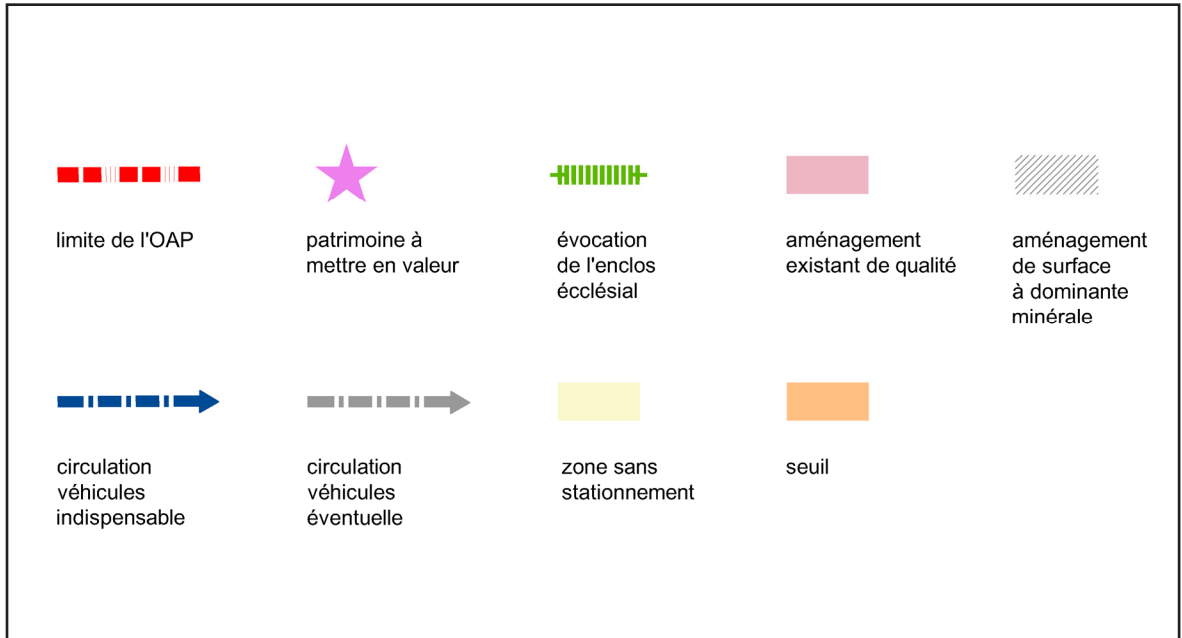 limite de l'OAP
patrimoine à
mettre en valeur
évocation
de l'enclos
écclésial
aménagement
existant de qualité
aménagement
de surface
à dominante
minérale
circulation
véhicules
indispensable
circulation
véhicules
éventuelle
zone sans
stationnement
seuil